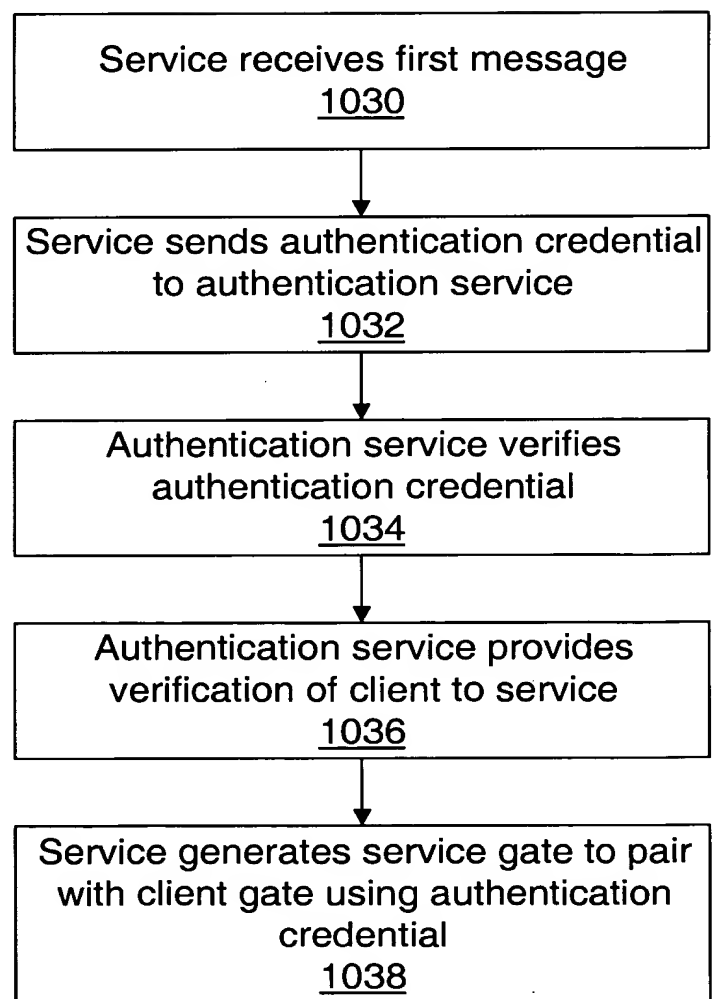 Service receives first message
1030
Service sends authentication credential
to authentication service
1032
Authentication service verifies
authentication credential
1034
Authentication service provides
verification of client to service
1036
Service generates service gate to pair
with client gate using authentication
credential
1038